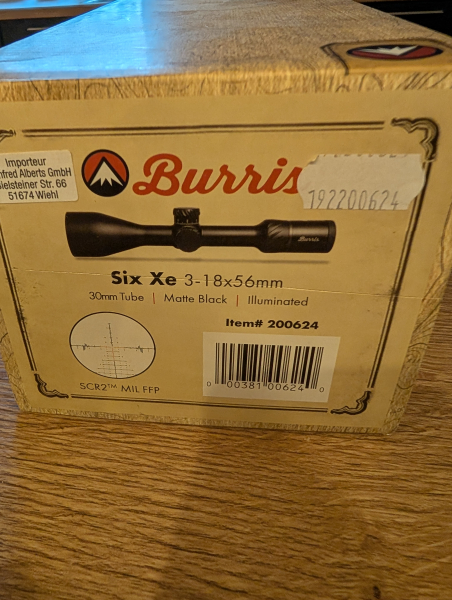 Importeur
nfred Alberts GmbH
ielsteiner Str. 66
51674 Wiehl
Burris
192200624
Burris
Six Xe 3-18x56mm
30mm Tube | Matte Black | Illuminated
Item# 200624
SCR2™ MIL FFP
0 00381 00624 0